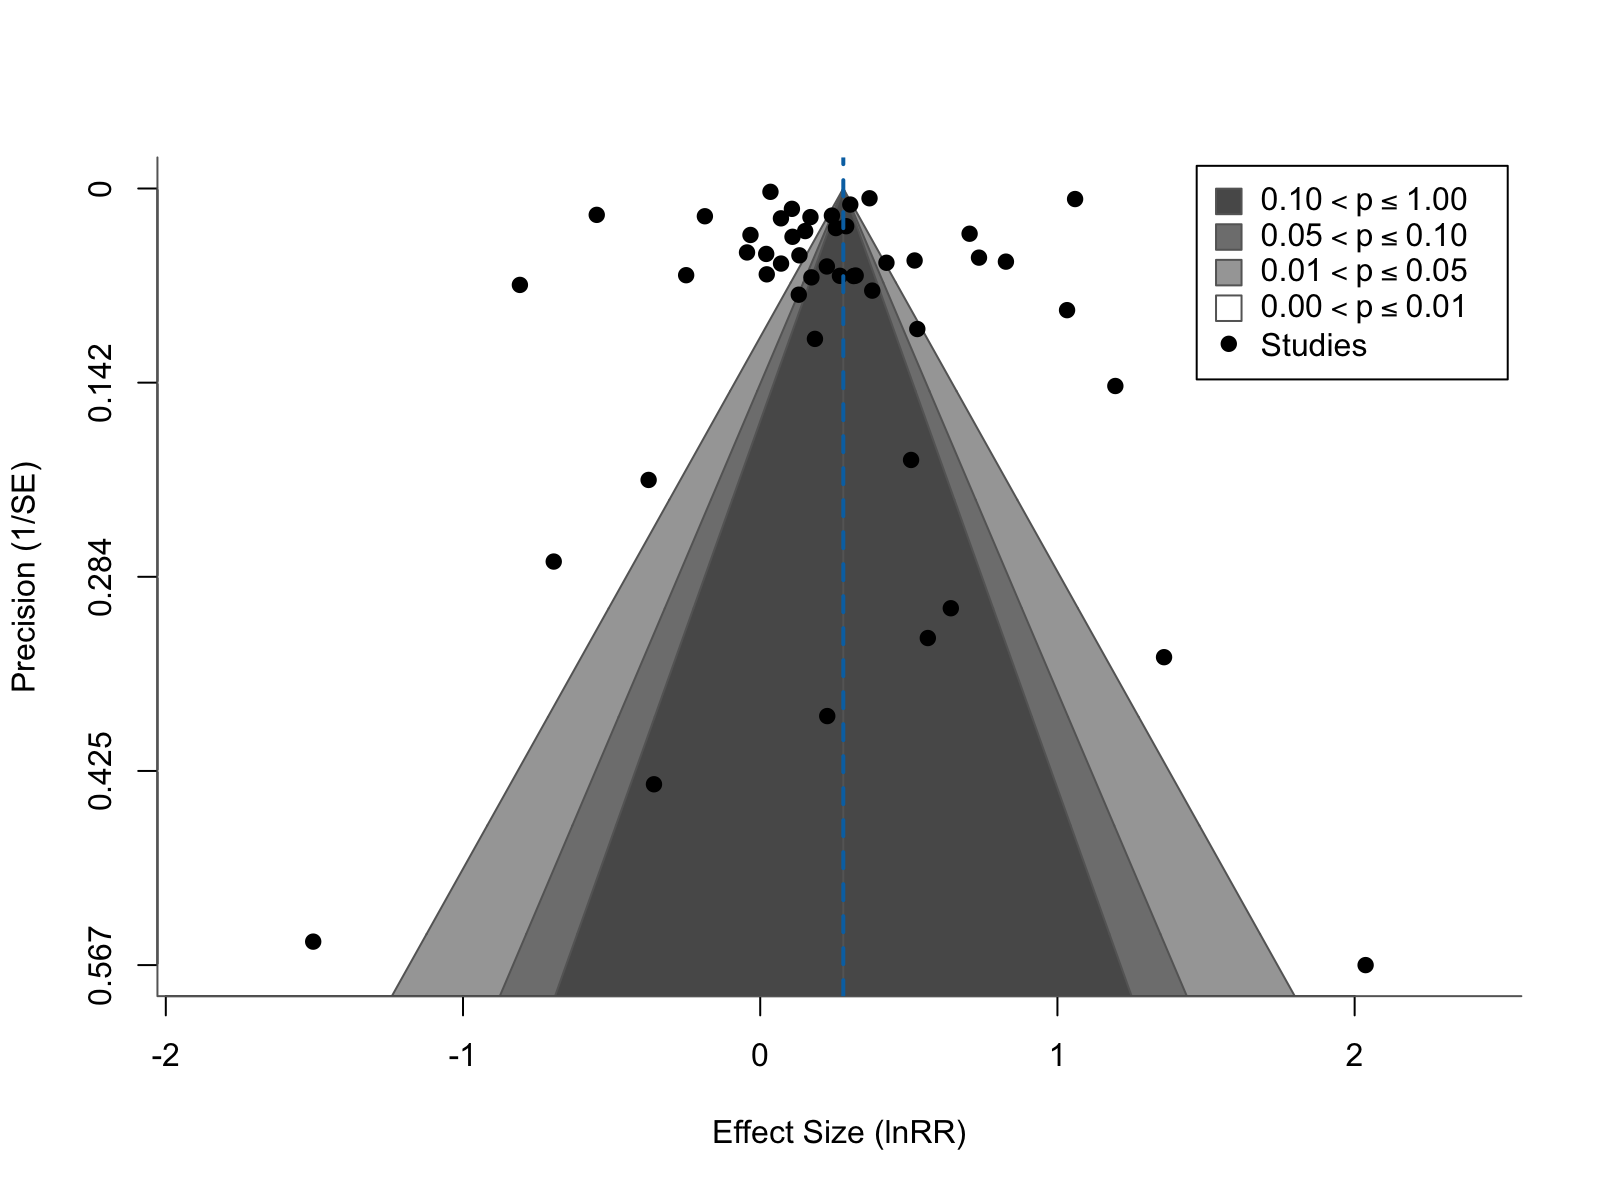 0.10 < p ≤ 1.00
0.05 < p ≤ 0.10
0.01 < p ≤ 0.05
0.00 < p ≤ 0.01
Studies
Precision (1/SE)
0
0.142
0.284
0.425
0.567
-2
-1
0
1
2
Effect Size (lnRR)